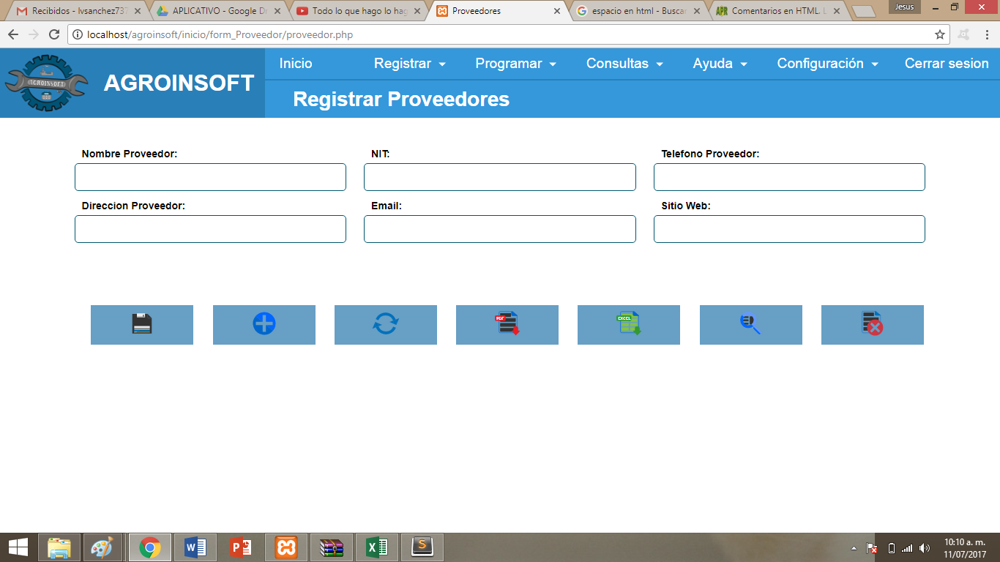 Recibidos - lvsanchez737
APLICATIVO - Google Dr
Todo lo que hago lo hag
Proveedores
espacio en html - Buscar
APR Comentarios en HTML. L
Jesus
localhost/agroinsoft/inicio/form_Proveedor/proveedor.php
AGROINSOFT
AGROINSOFT
Inicio
Registrar
Programar
Consultas
Ayuda
Configuración
Cerrar sesion
Registrar Proveedores
Nombre Proveedor:
NIT:
Telefono Proveedor:
Direccion Proveedor:
Email:
Sitio Web:
PDF
EXCEL
10:10 a. m.
11/07/2017